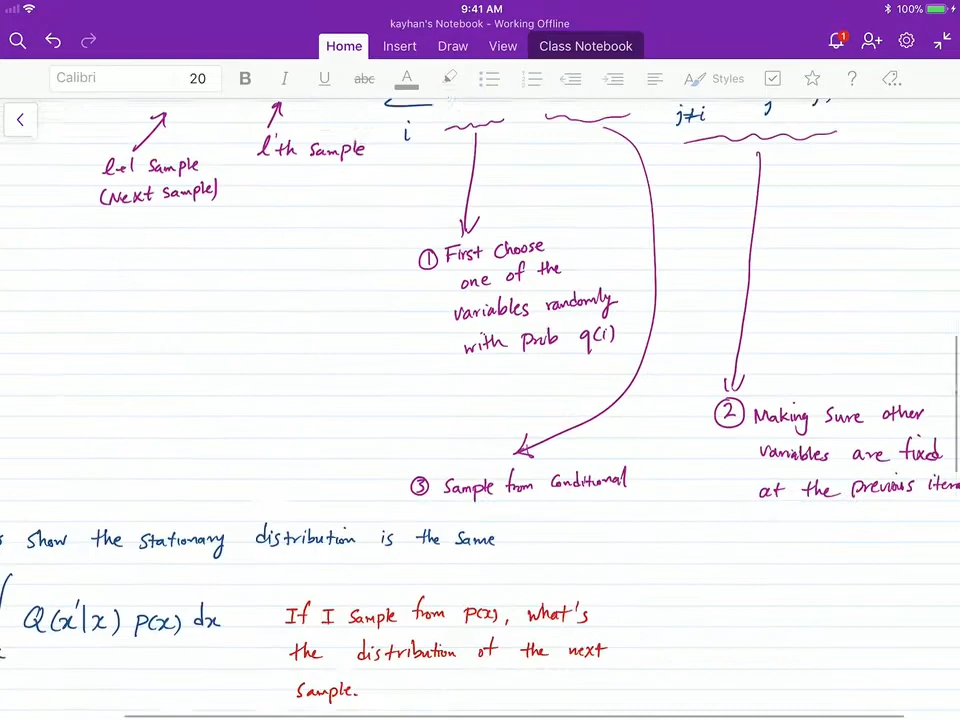 9:41 AM
100%
kayhan's Notebook - Working Offline
Home Insert Draw View Class Notebook
1
Calibri 20 B I U abc A Styles ?
i
j≠i
l+1 sample
(Next sample)
l'th sample
① First choose
one of the
variables randomly
with prob q(i)
② Making sure other
variables are fixed
at the previous itera
③ Sample from Conditional
s show the stationary distribution is the same
Q(x'|x) p(x) dx
If I sample from p(x), what's
the distribution of the next
sample.